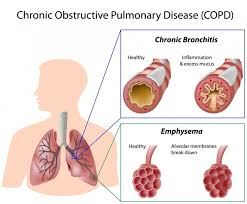 Chronic Obstructive Pulmonary Disease (COPD)
Chronic Bronchitis
Healthy
Inflammation
& excess mucus
Emphysema
Healthy
Alveolar membranes
break down